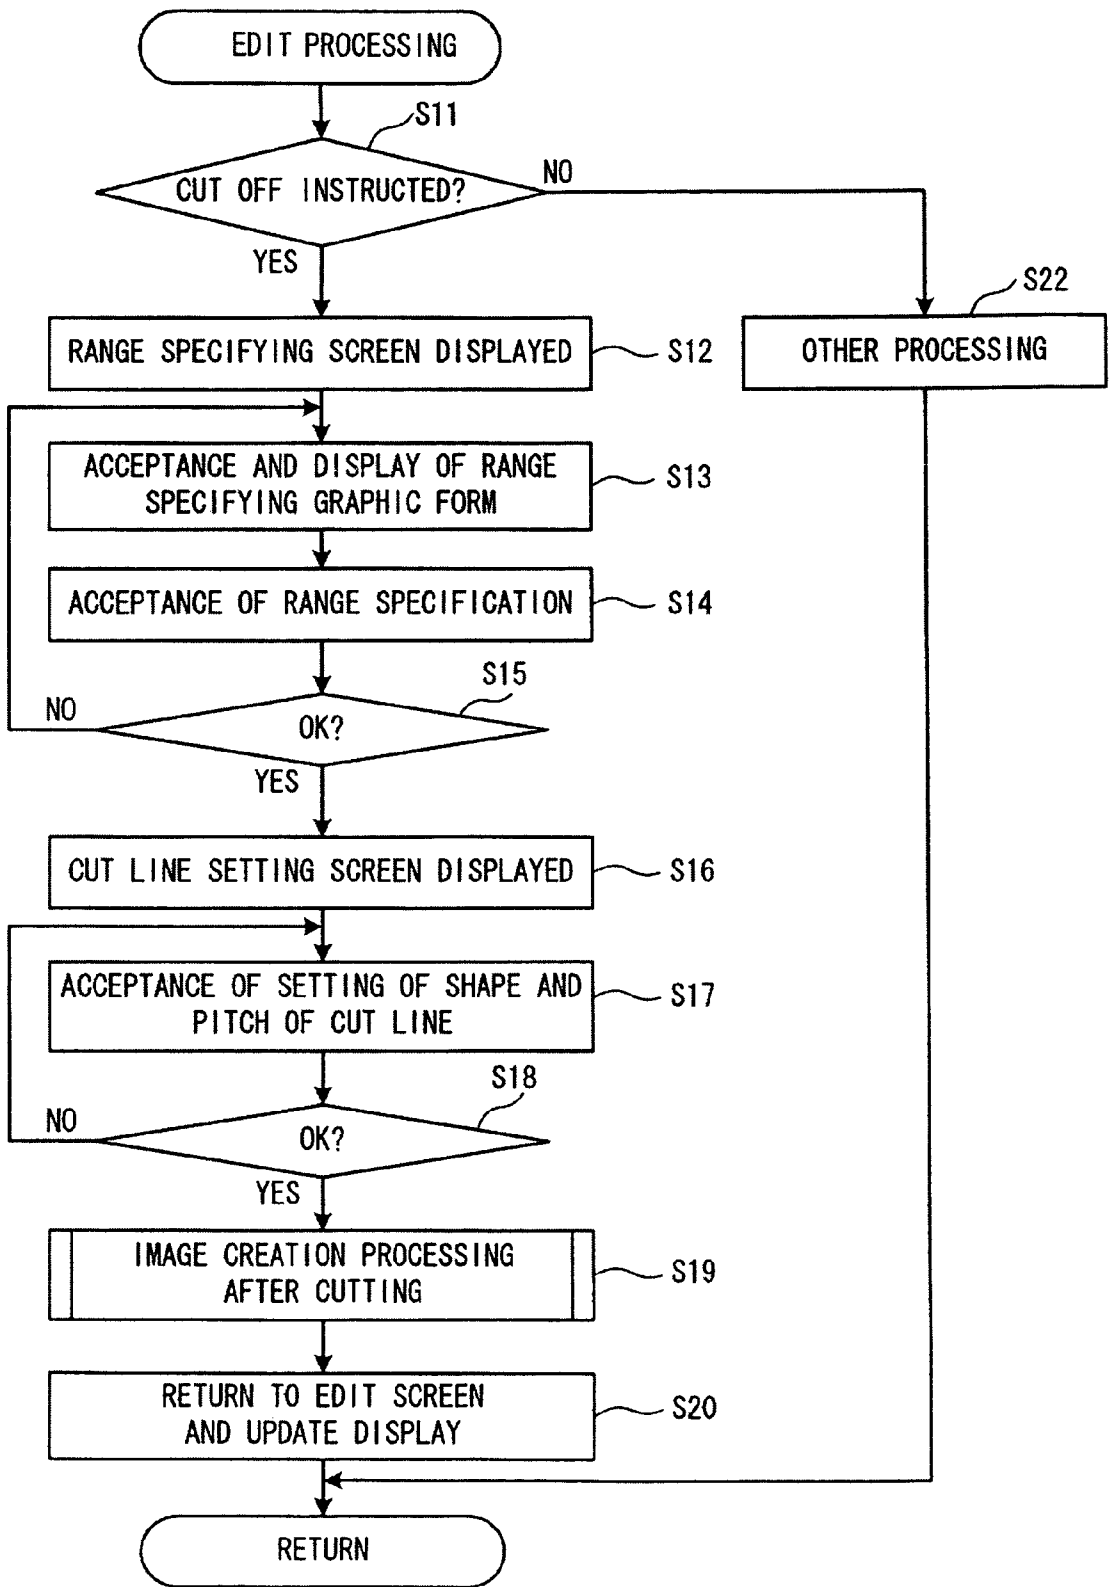 EDIT PROCESSING
S11
CUT OFF INSTRUCTED?
NO
YES
S22
RANGE SPECIFYING SCREEN DISPLAYED
S12
OTHER PROCESSING
ACCEPTANCE AND DISPLAY OF RANGE
SPECIFYING GRAPHIC FORM
S13
ACCEPTANCE OF RANGE SPECIFICATION
S14
S15
NO
OK?
YES
CUT LINE SETTING SCREEN DISPLAYED
S16
ACCEPTANCE OF SETTING OF SHAPE AND
PITCH OF CUT LINE
S17
S18
NO
OK?
YES
IMAGE CREATION PROCESSING
AFTER CUTTING
S19
RETURN TO EDIT SCREEN
AND UPDATE DISPLAY
S20
RETURN